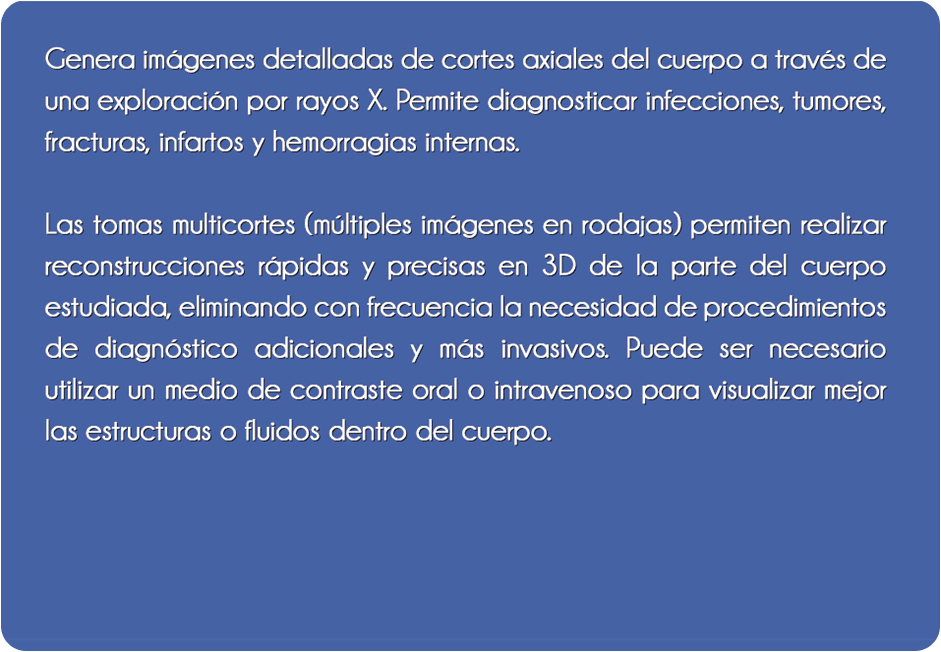 Genera imágenes detalladas de cortes axiales del cuerpo a través de
una exploración por rayos X. Permite diagnosticar infecciones, tumores,
fracturas, infartos y hemorragias internas.
Las tomas multicortes (múltiples imágenes en rodajas) permiten realizar
reconstrucciones rápidas y precisas en 3D de la parte del cuerpo
estudiada, eliminando con frecuencia la necesidad de procedimientos
de diagnóstico adicionales y más invasivos. Puede ser necesario
utilizar un medio de contraste oral o intravenoso para visualizar mejor
las estructuras o fluidos dentro del cuerpo.